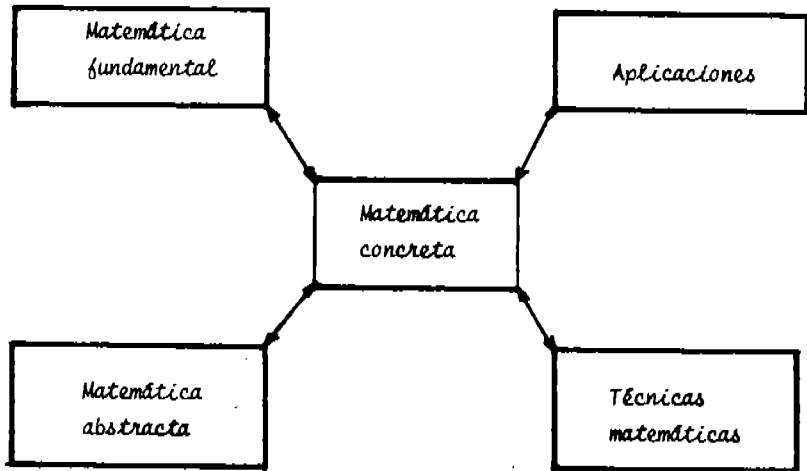 Matemática
fundamental
Aplicaciones
Matemática
concreta
Matemática
abstracta
Técnicas
matemáticas